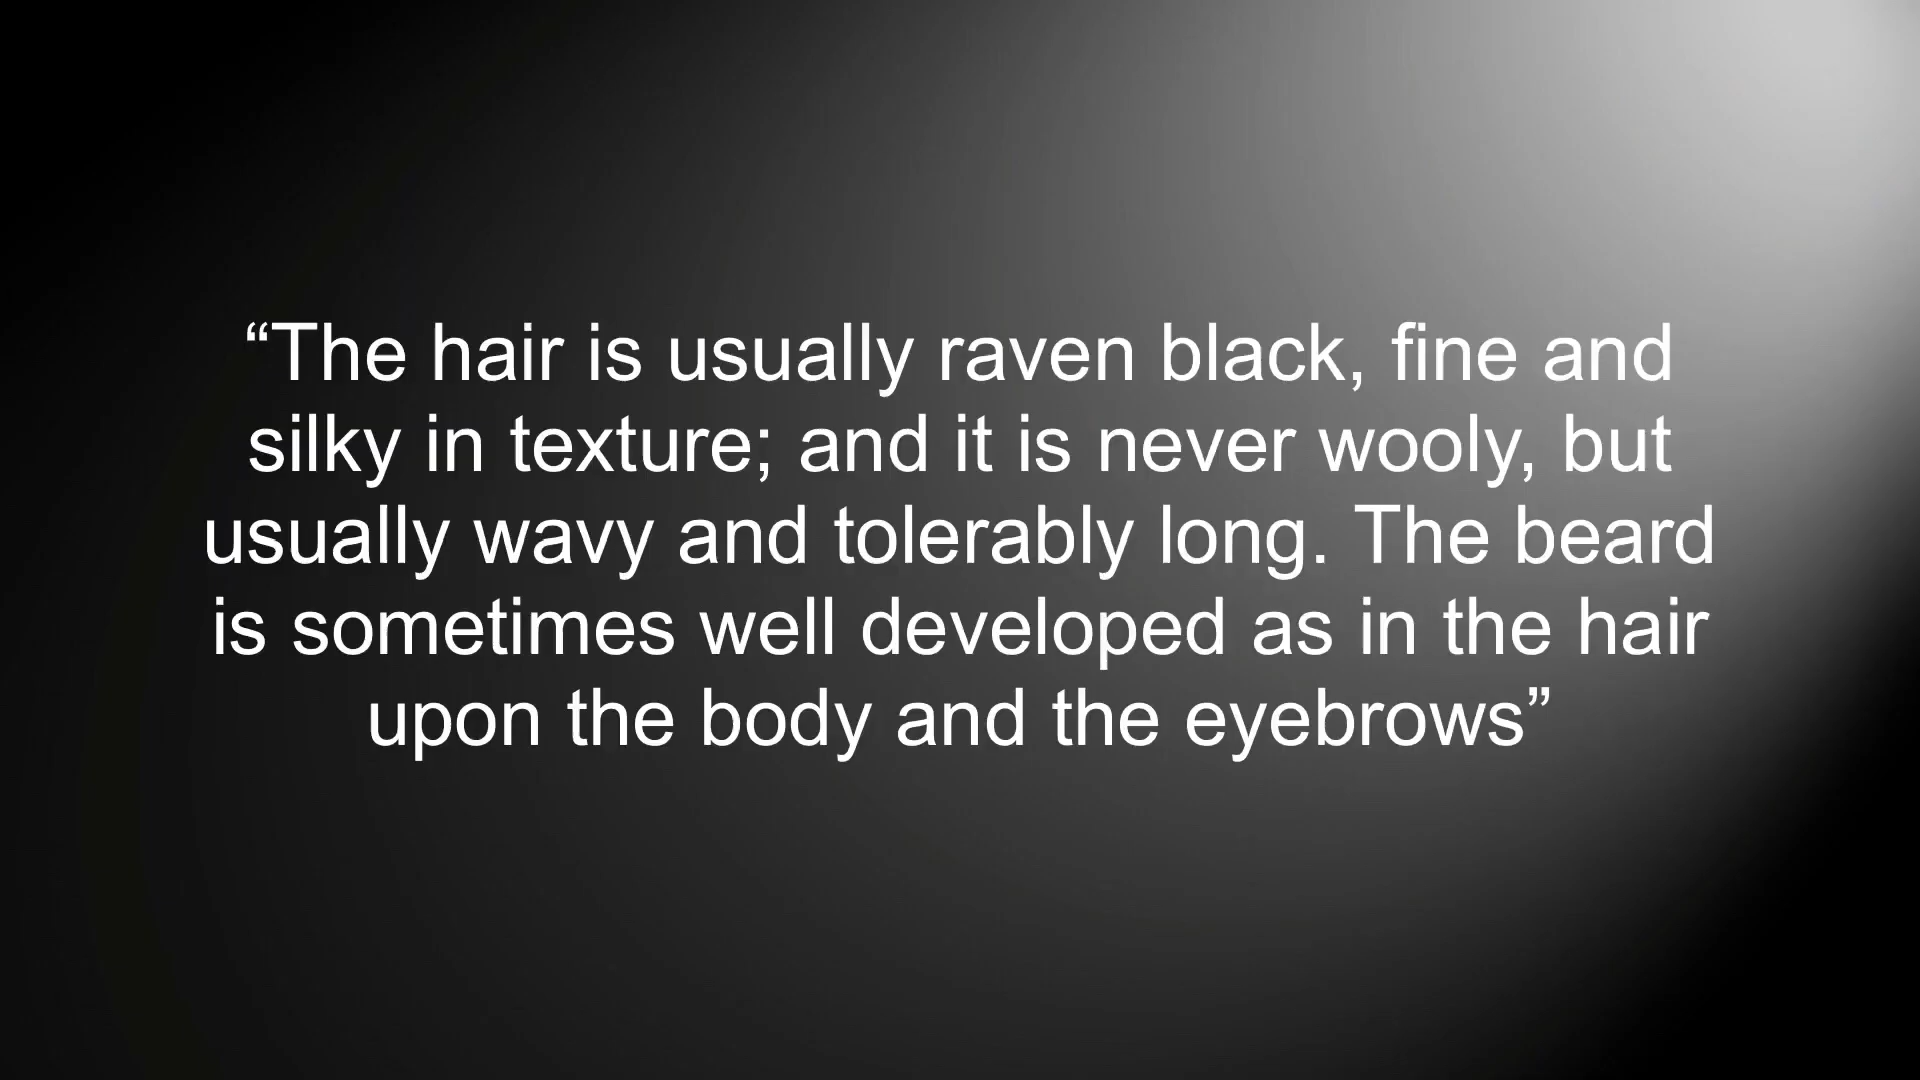 “The hair is usually raven black, fine and
silky in texture; and it is never wooly, but
usually wavy and tolerably long. The beard
is sometimes well developed as in the hair
upon the body and the eyebrows”